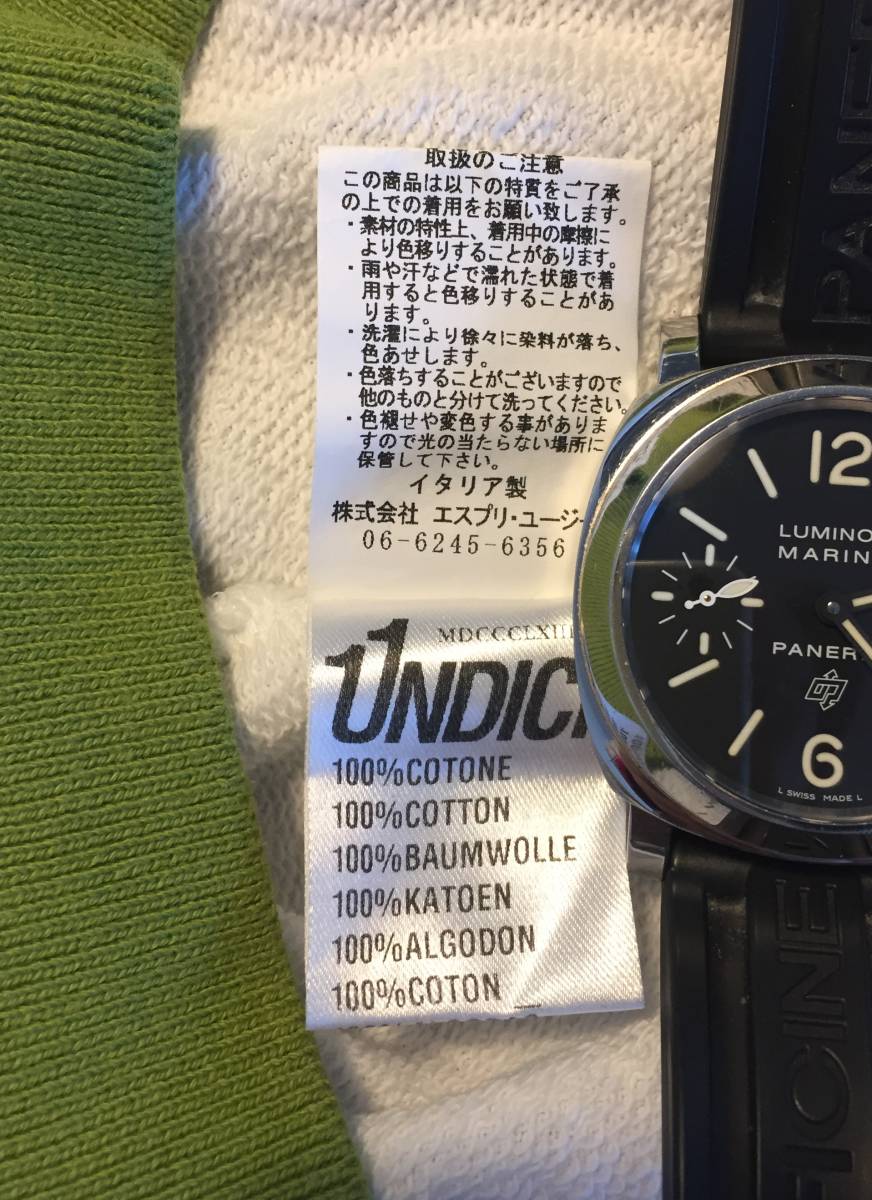 取扱のご注意
この商品は以下の特質をご了承
の上での着用をお願い致します。
・素材の特性上、着用中の摩擦に
より色移りすることがあります。
・雨や汗などで濡れた状態で着
用すると色移りすることがあ
ります。
・洗濯により徐々に染料が落ち、
色あせします。
・色落ちすることがございますので
他のものと分けて洗ってください。
・色褪せや変色する事がありま
すので光の当たらない場所に
保管して下さい。
イタリア製
株式会社 エスプリ・ユージ
06-6245-6356
MDCCCLXIII
11
UNDICI
100%COTONE
100%COTTON
100%BAUMWOLLE
100%KATOEN
100%ALGODON
100%COTON
PANER
12
LUMINO
MARIN
PANER
OP
6
L SWISS MADE L
FICINE